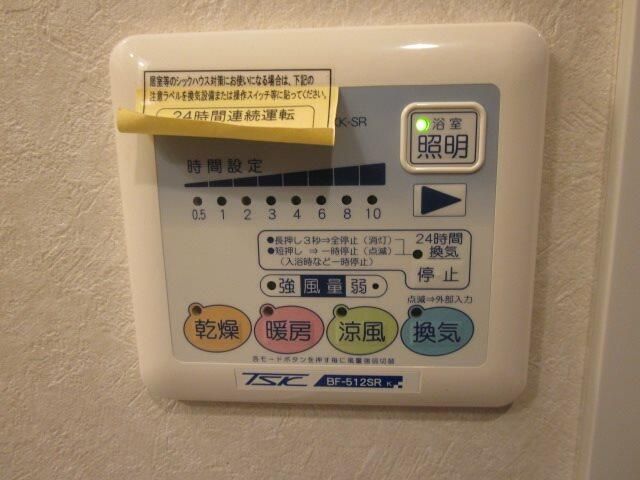 居室等のシックハウス対策にお使いになる場合は、下記の
注意ラベルを換気設備または操作スイッチ等に貼ってください。
24時間連続運転
KK-SR
浴室
照明
時間設定
0.5 1 2 3 4 6 8 10
●長押し3秒⇒全停止(消灯)
●短押し ⇒一時停止(点滅)
(入浴時など一時停止)
24時間
換気
停止
強 風量 弱
点滅⇒外部入力
乾燥 暖房 涼風 換気
各モードボタンを押す毎に風量強弱切替
TSK BF-512SR K